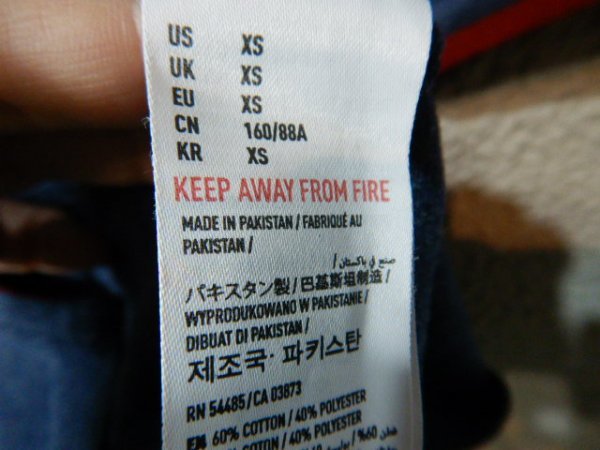 US XS
UK XS
EU XS
CN 160/88A
KR XS
KEEP AWAY FROM FIRE
MADE IN PAKISTAN / FABRIQUÉ AU
PAKISTAN /
صنع في باكستان /
パキスタン製 / 巴基斯坦制造 /
WYPRODUKOWANO W PAKISTANIE /
DIBUAT DI PAKISTAN /
제조국· 파키스탄
RN 54485 / CA 03873
EN 60% COTTON / 40% POLYESTER
COTON / 40% POLYESTER